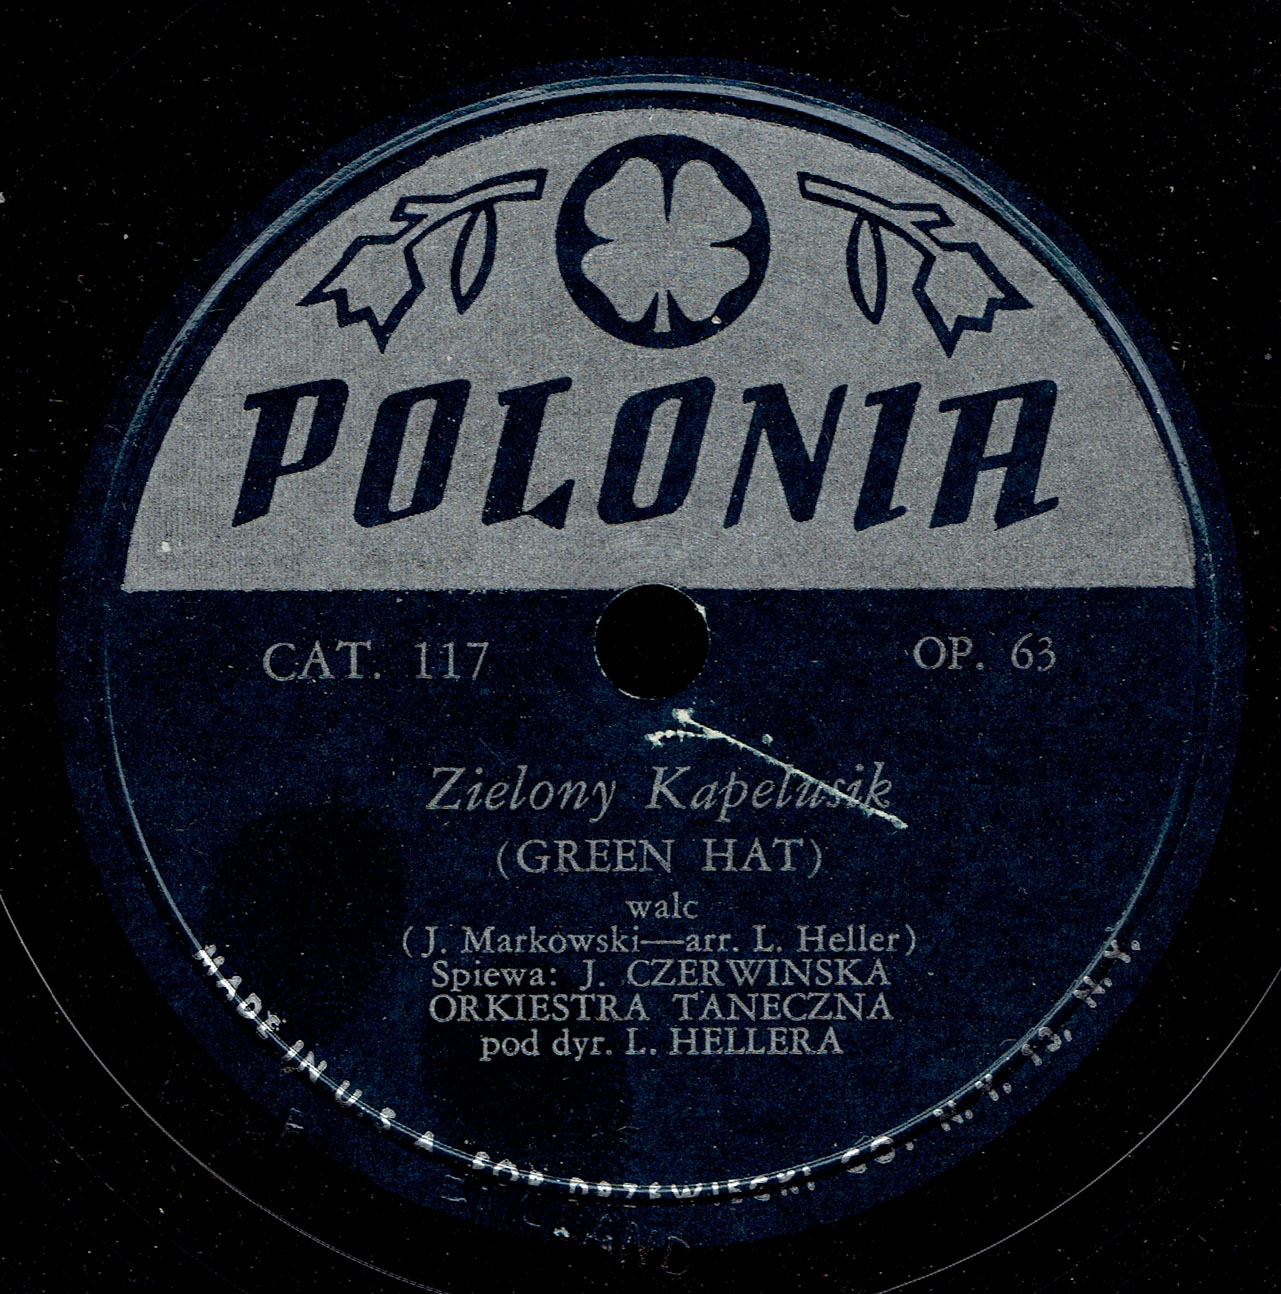 POLONIA
CAT. 117
OP. 63
Zielony Kapelusik
(GREEN HAT)
walc
(J. Markowski—arr. L. Heller)
Spiewa: J. CZERWINSKA
ORKIESTRA TANECZNA
pod dyr. L. HELLERA
MADE IN U.S.A. FOR DRZEWIECKI CO. N.Y. 13, N.Y.